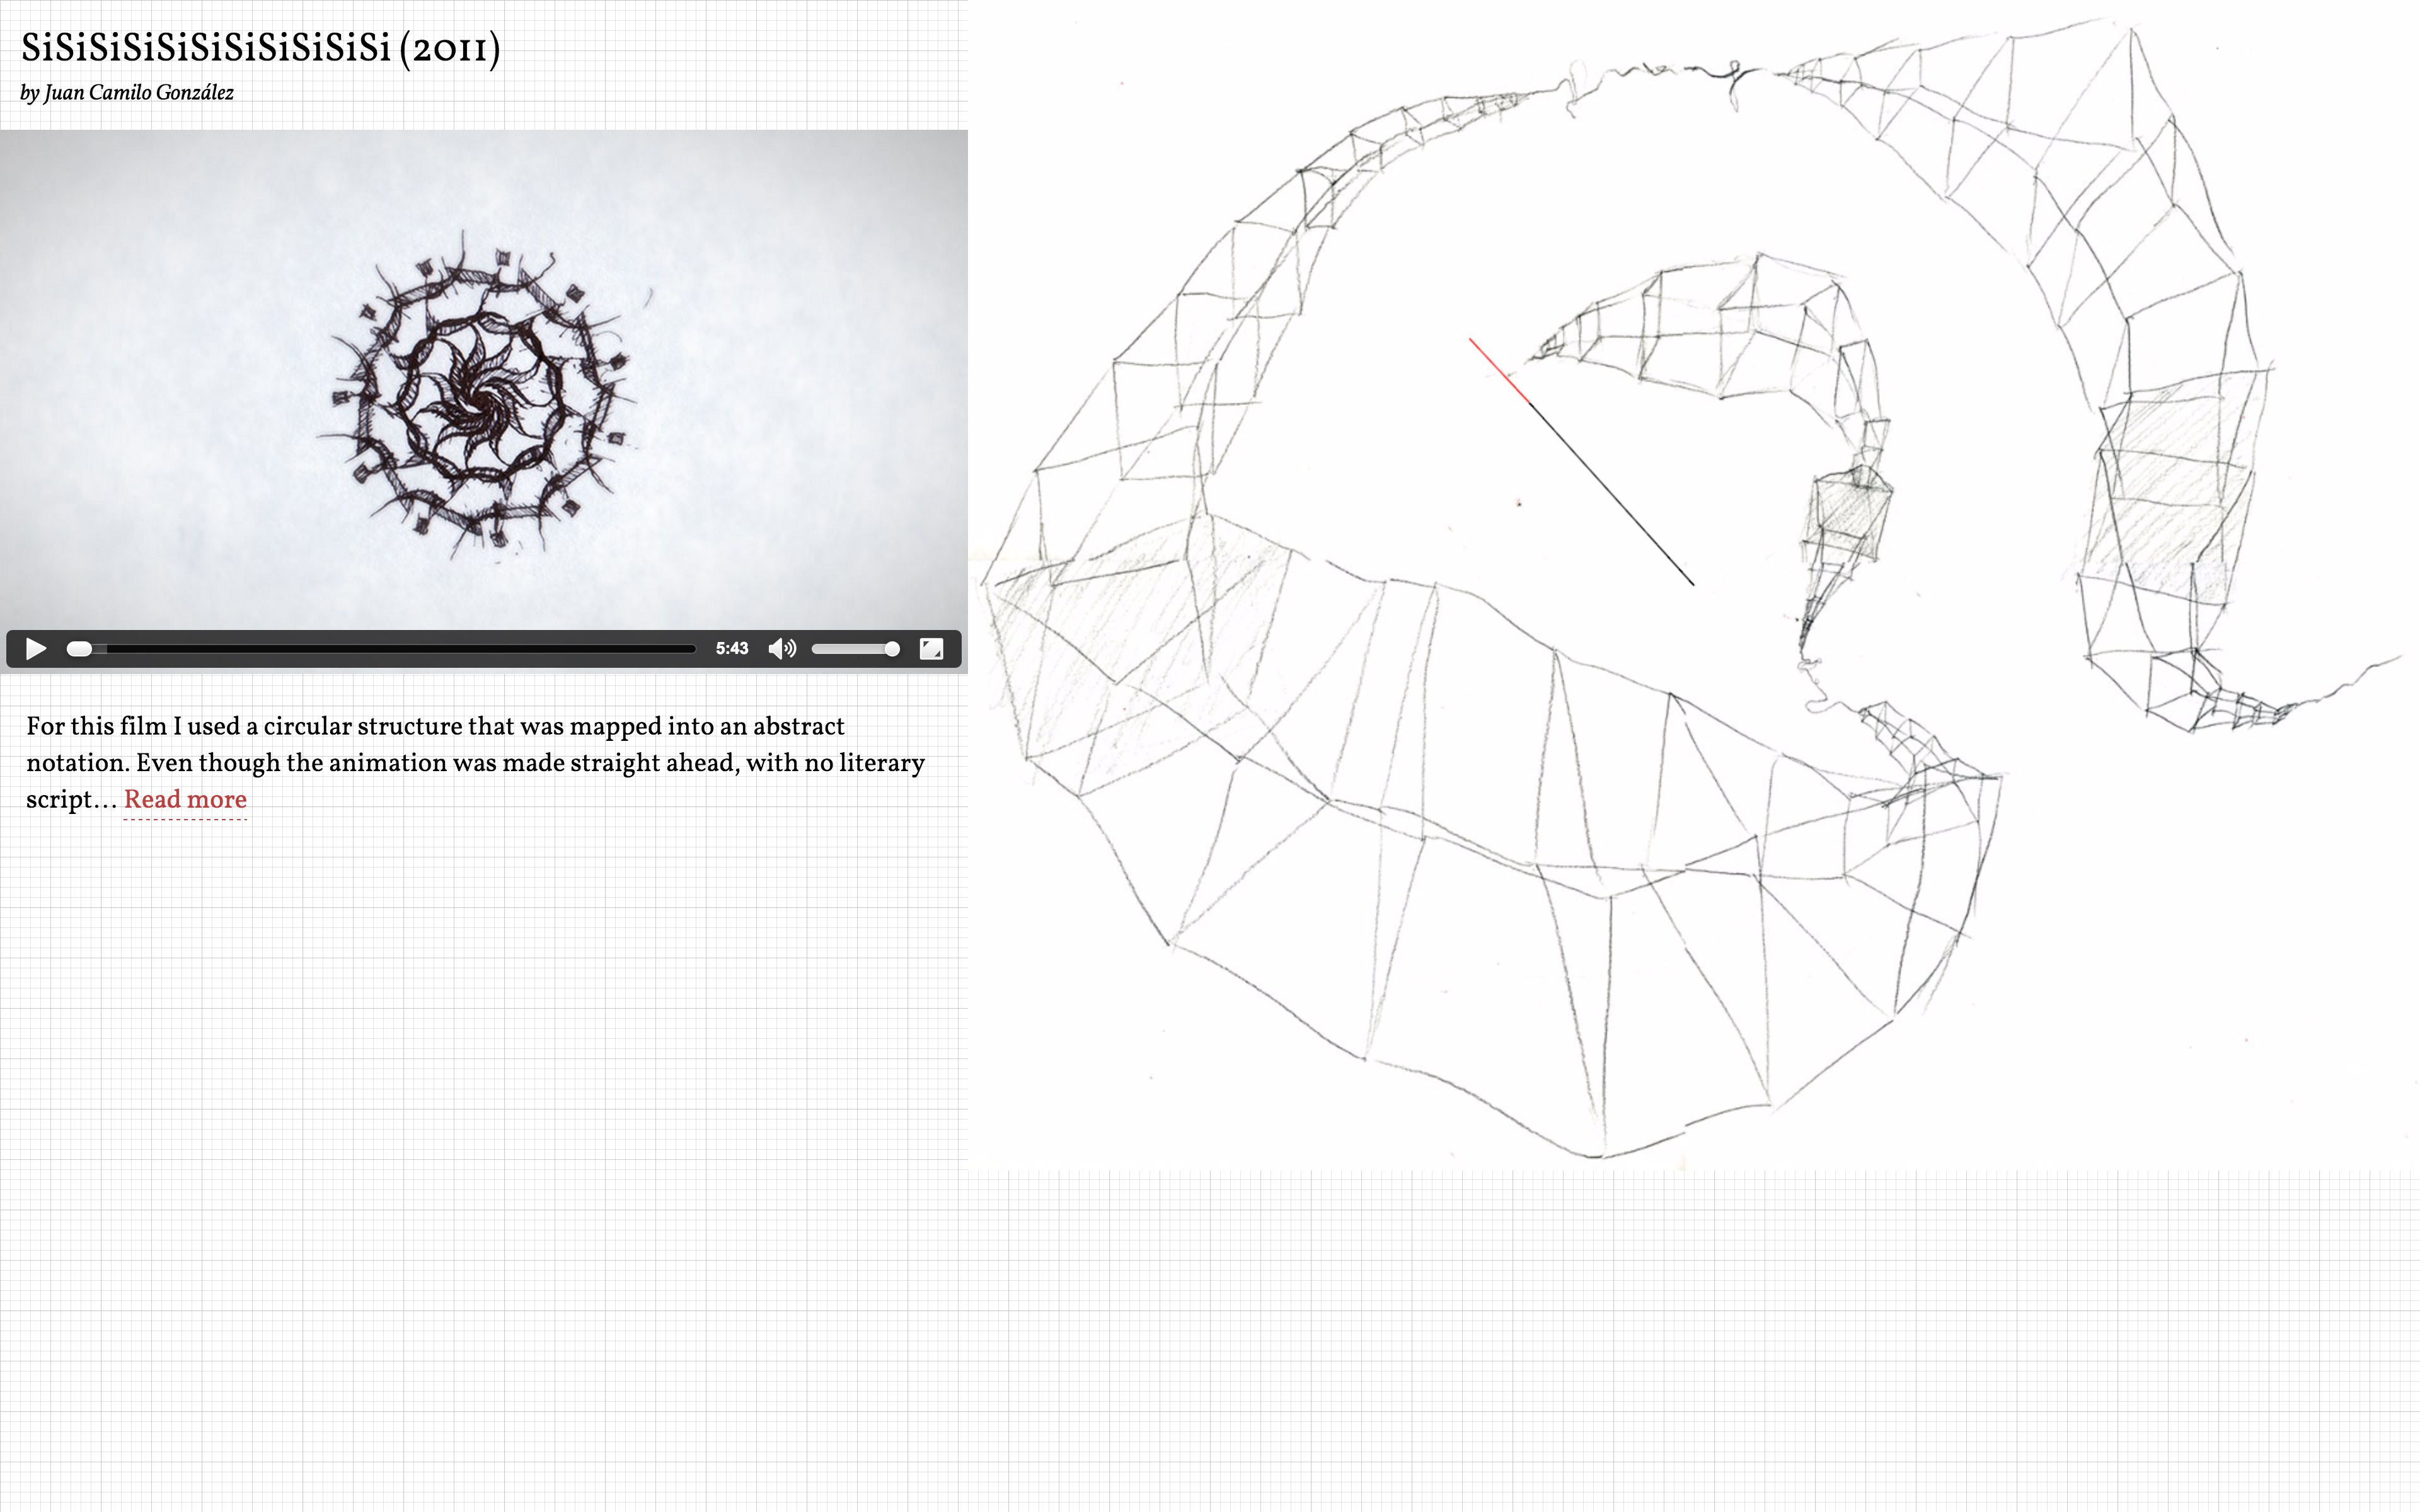 SiSiSiSiSiSiSiSiSiSiSi (2011)
by Juan Camilo González
5:43
For this film I used a circular structure that was mapped into an abstract
notation. Even though the animation was made straight ahead, with no literary
script… Read more